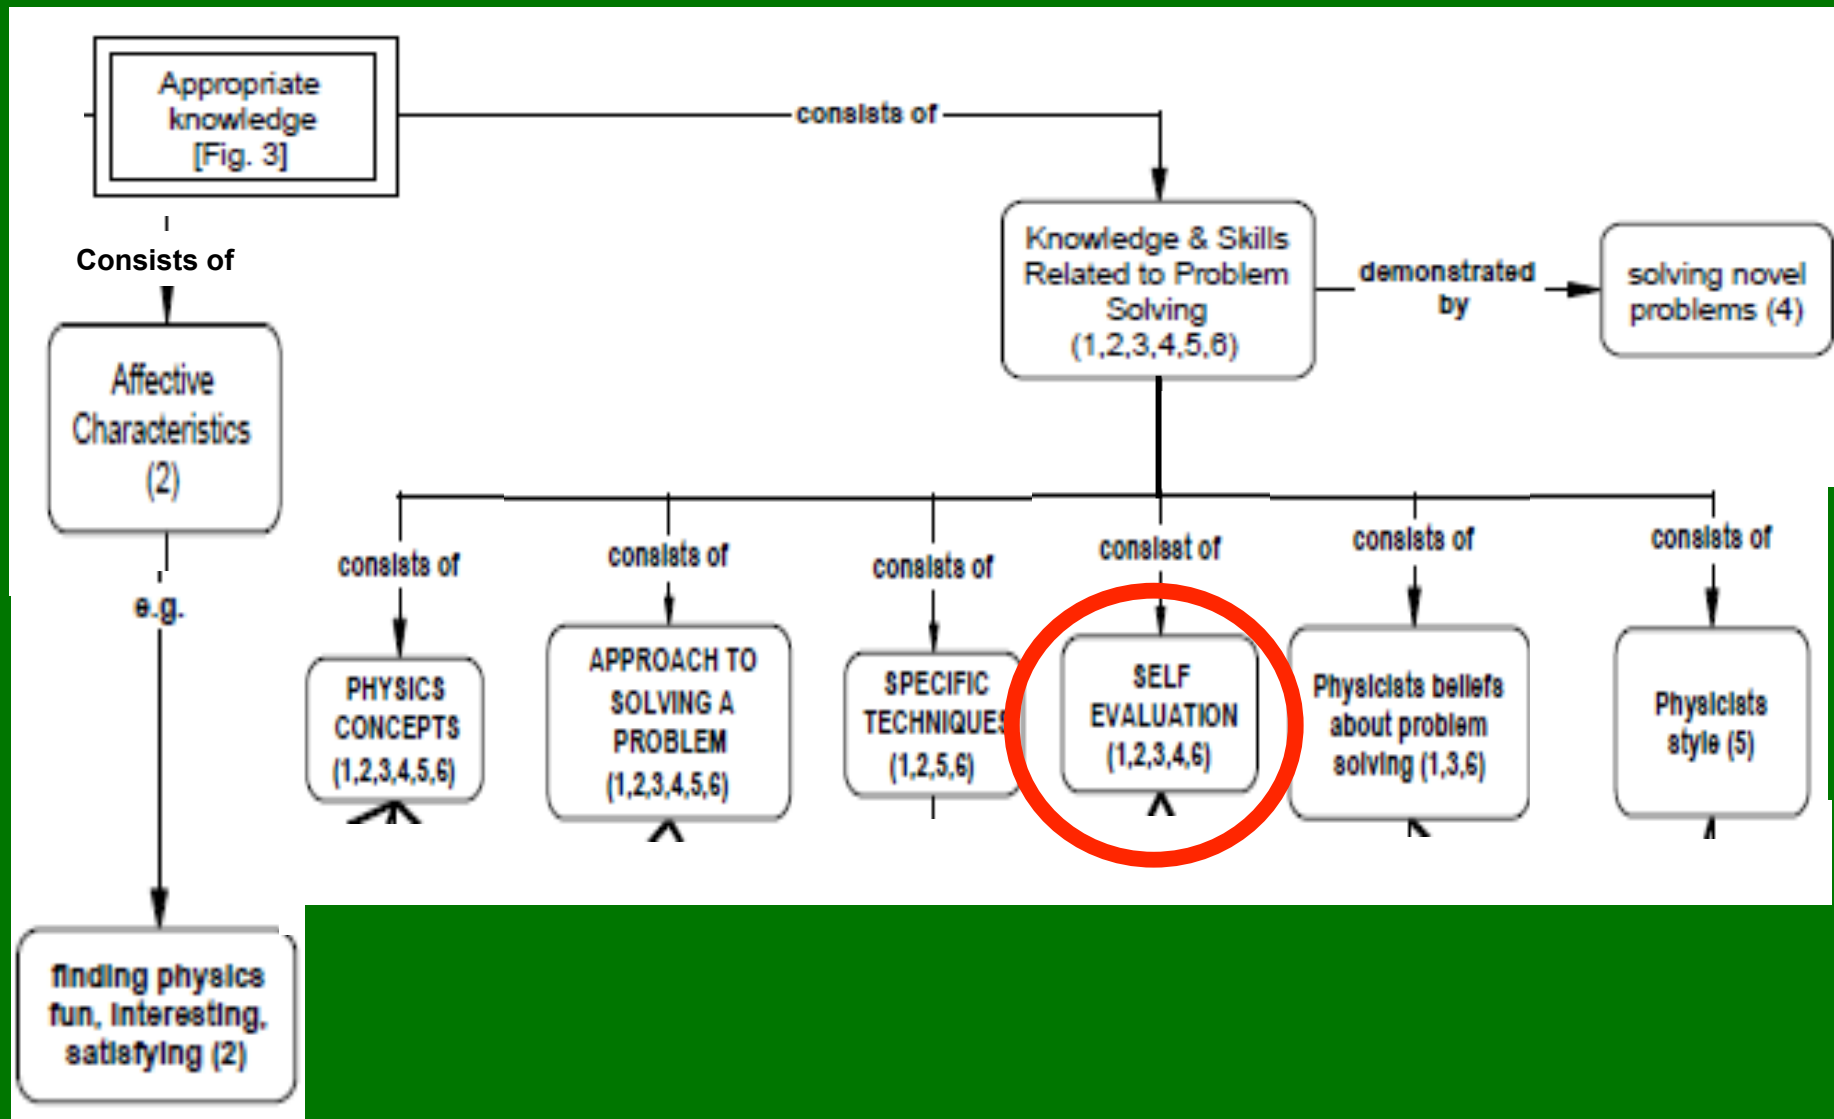 Appropriate
knowledge
[Fig. 3]
consists of
Knowledge & Skills
Related to Problem
Solving
(1,2,3,4,5,6)
demonstrated
by
solving novel
problems (4)
Consists of
Affective
Characteristics
(2)
e.g.
finding physics
fun, interesting,
satisfying (2)
consists of
PHYSICS
CONCEPTS
(1,2,3,4,5,6)
consists of
APPROACH TO
SOLVING A
PROBLEM
(1,2,3,4,5,6)
consists of
SPECIFIC
TECHNIQUES
(1,2,5,6)
consisst of
SELF
EVALUATION
(1,2,3,4,6)
consists of
Physicists beliefs
about problem
solving (1,3,6)
consists of
Physicists
style (5)